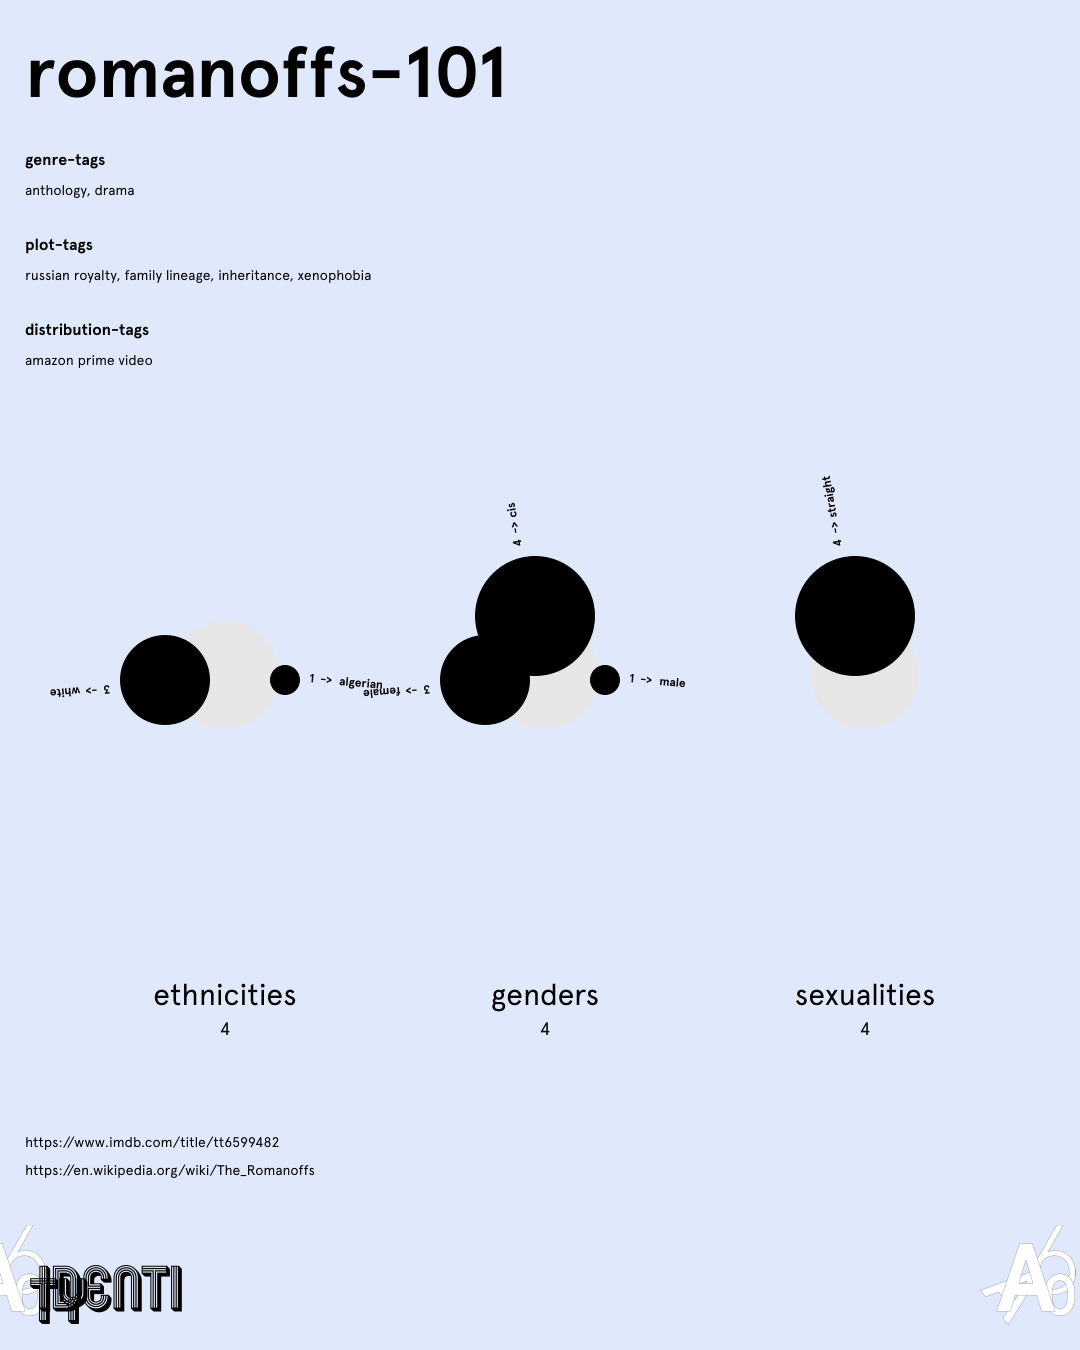 romanoffs-101
genre-tags
anthology, drama
plot-tags
russian royalty, family lineage, inheritance, xenophobia
distribution-tags
amazon prime video
3 -> white
1 -> algerian
4 -> cis
3 -> female
1 -> male
4 -> straight
ethnicities
4
genders
4
sexualities
4
https://www.imdb.com/title/tt6599482
https://en.wikipedia.org/wiki/The_Romanoffs